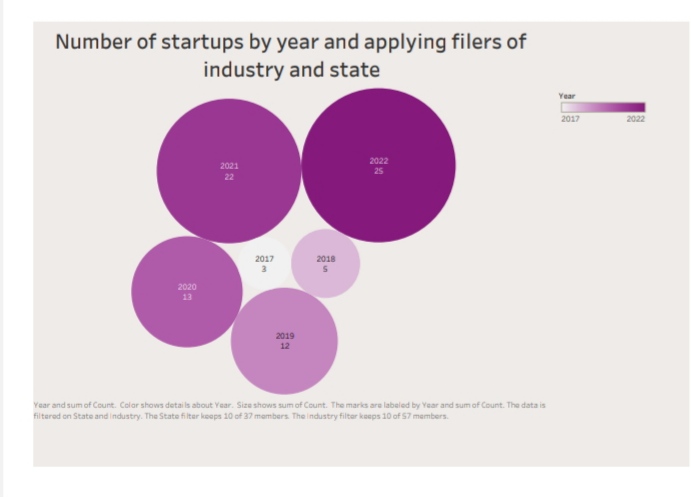 Number of startups by year and applying filers of
industry and state
Year
2017 2022
2021
22
2022
25
2017
3
2018
5
2020
13
2019
12
Year and sum of Count. Color shows details about Year. Size shows sum of Count. The marks are labeled by Year and sum of Count. The data is
filtered on State and Industry. The State filter keeps 10 of 37 members. The Industry filter keeps 10 of 57 members.